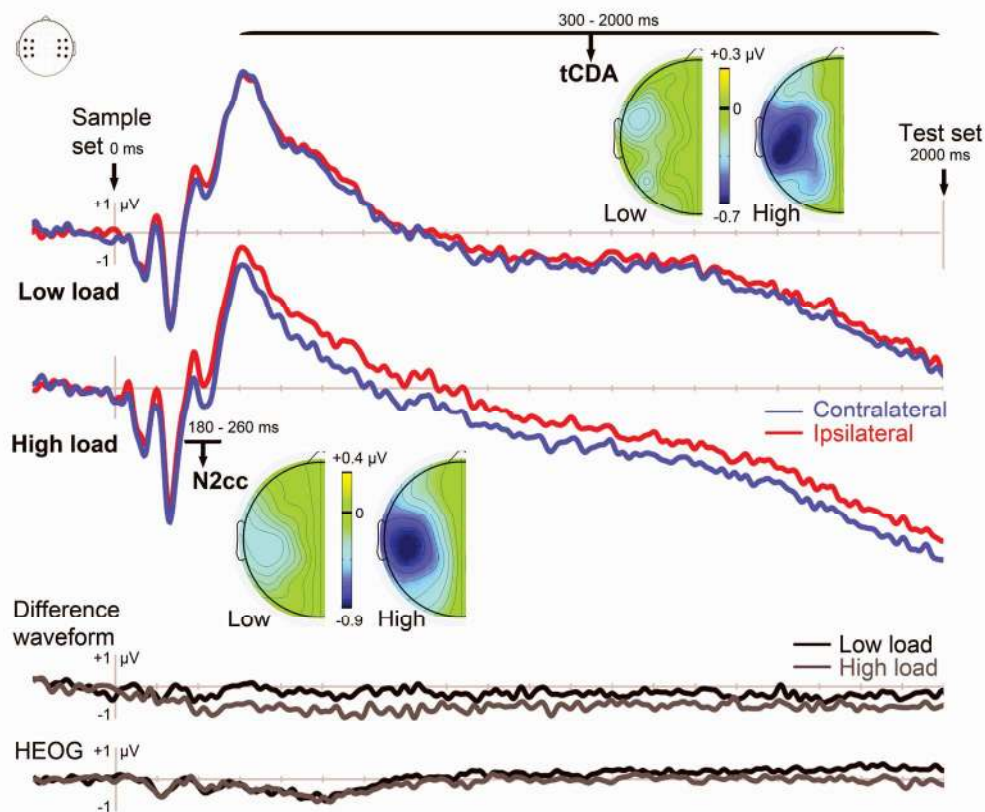 300 - 2000 ms
tCDA
+0.3 µV
0
-0.7
Low
High
Sample
set 0 ms
Test set
2000 ms
+1 µV
-1
Low load
High load
Contralateral
Ipsilateral
180 - 260 ms
N2cc
+0.4 µV
0
-0.9
Low
High
Difference
waveform
+1 µV
-1
Low load
High load
HEOG
+1 µV
-1